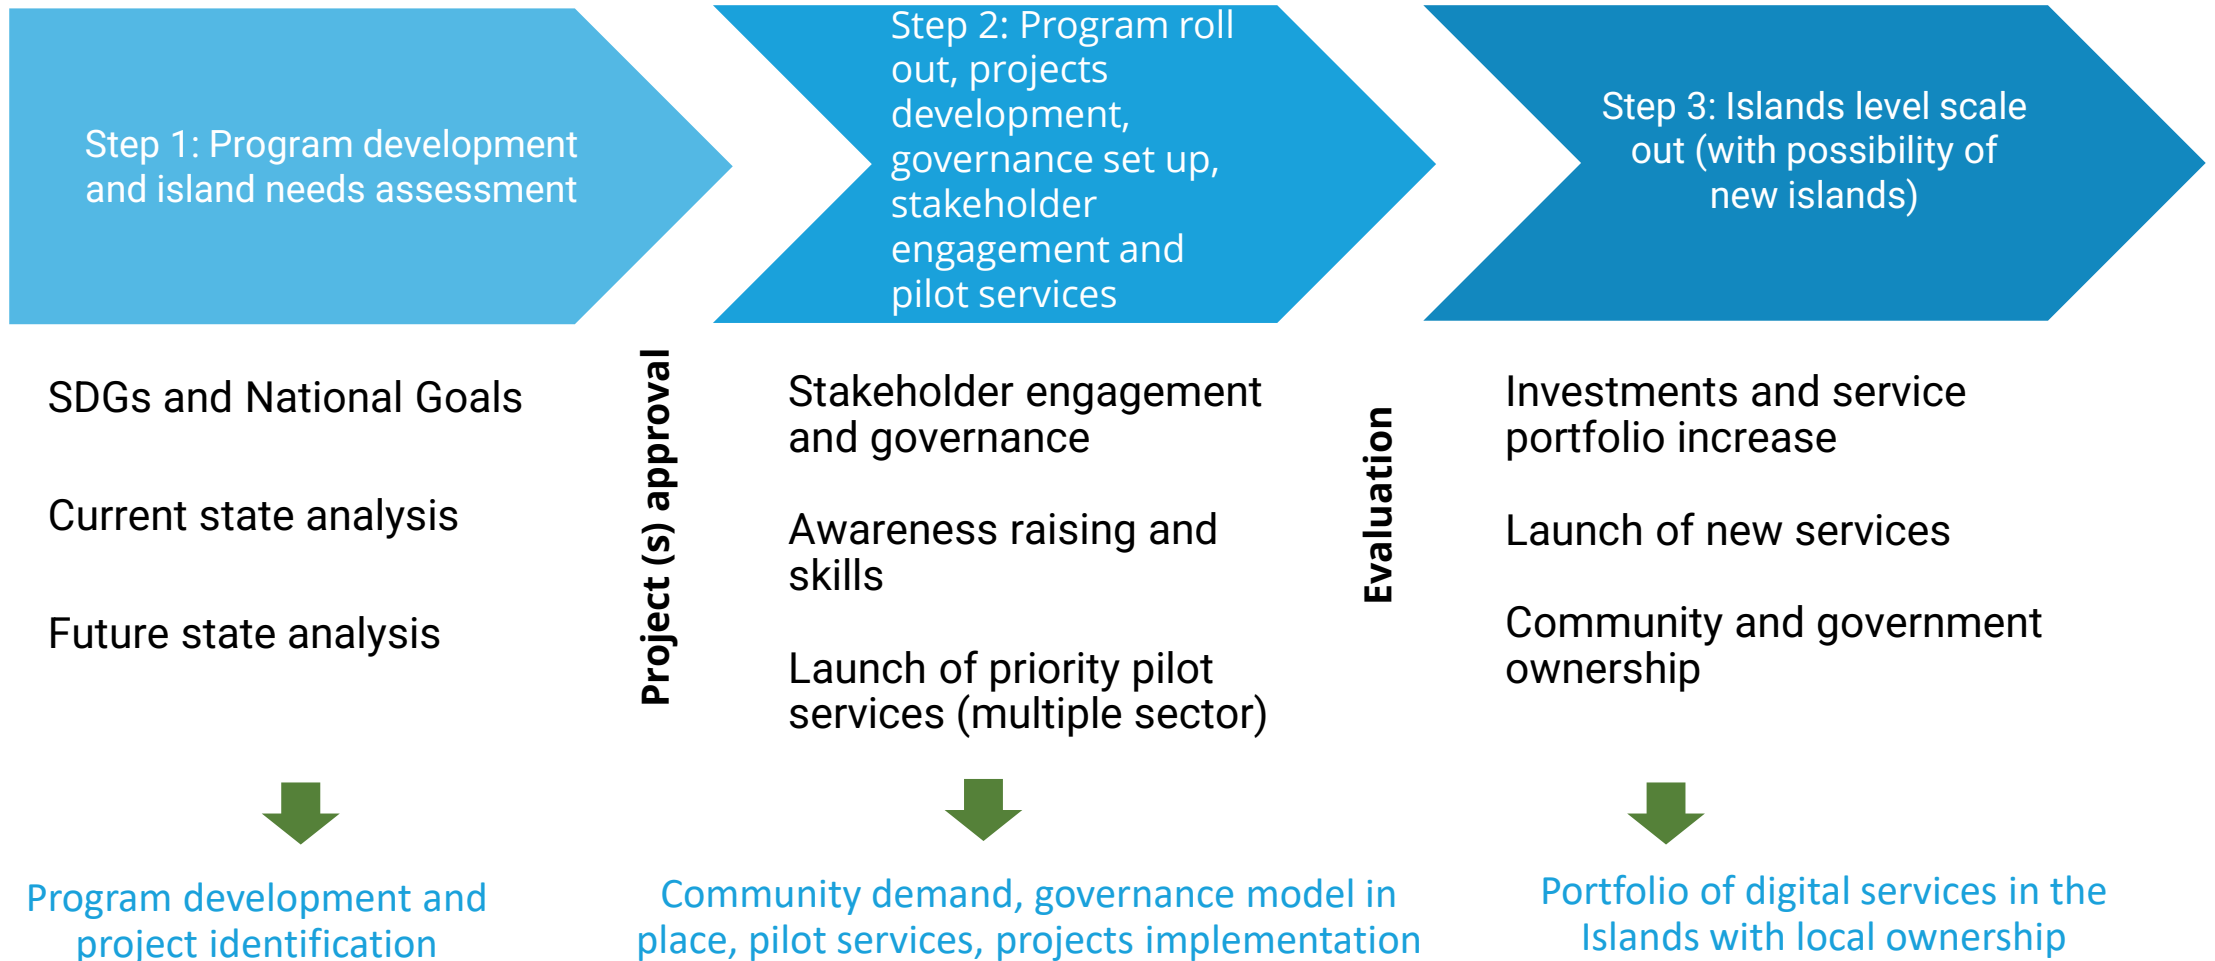 Step 1: Program development
and island needs assessment
Step 2: Program roll
out, projects
development,
governance set up,
stakeholder
engagement and
pilot services
Step 3: Islands level scale
out (with possibility of
new islands)
SDGs and National Goals
Current state analysis
Future state analysis
Project (s) approval
Stakeholder engagement
and governance
Awareness raising and
skills
Launch of priority pilot
services (multiple sector)
Evaluation
Investments and service
portfolio increase
Launch of new services
Community and government
ownership
Program development and
project identification
Community demand, governance model in
place, pilot services, projects implementation
Portfolio of digital services in the
Islands with local ownership